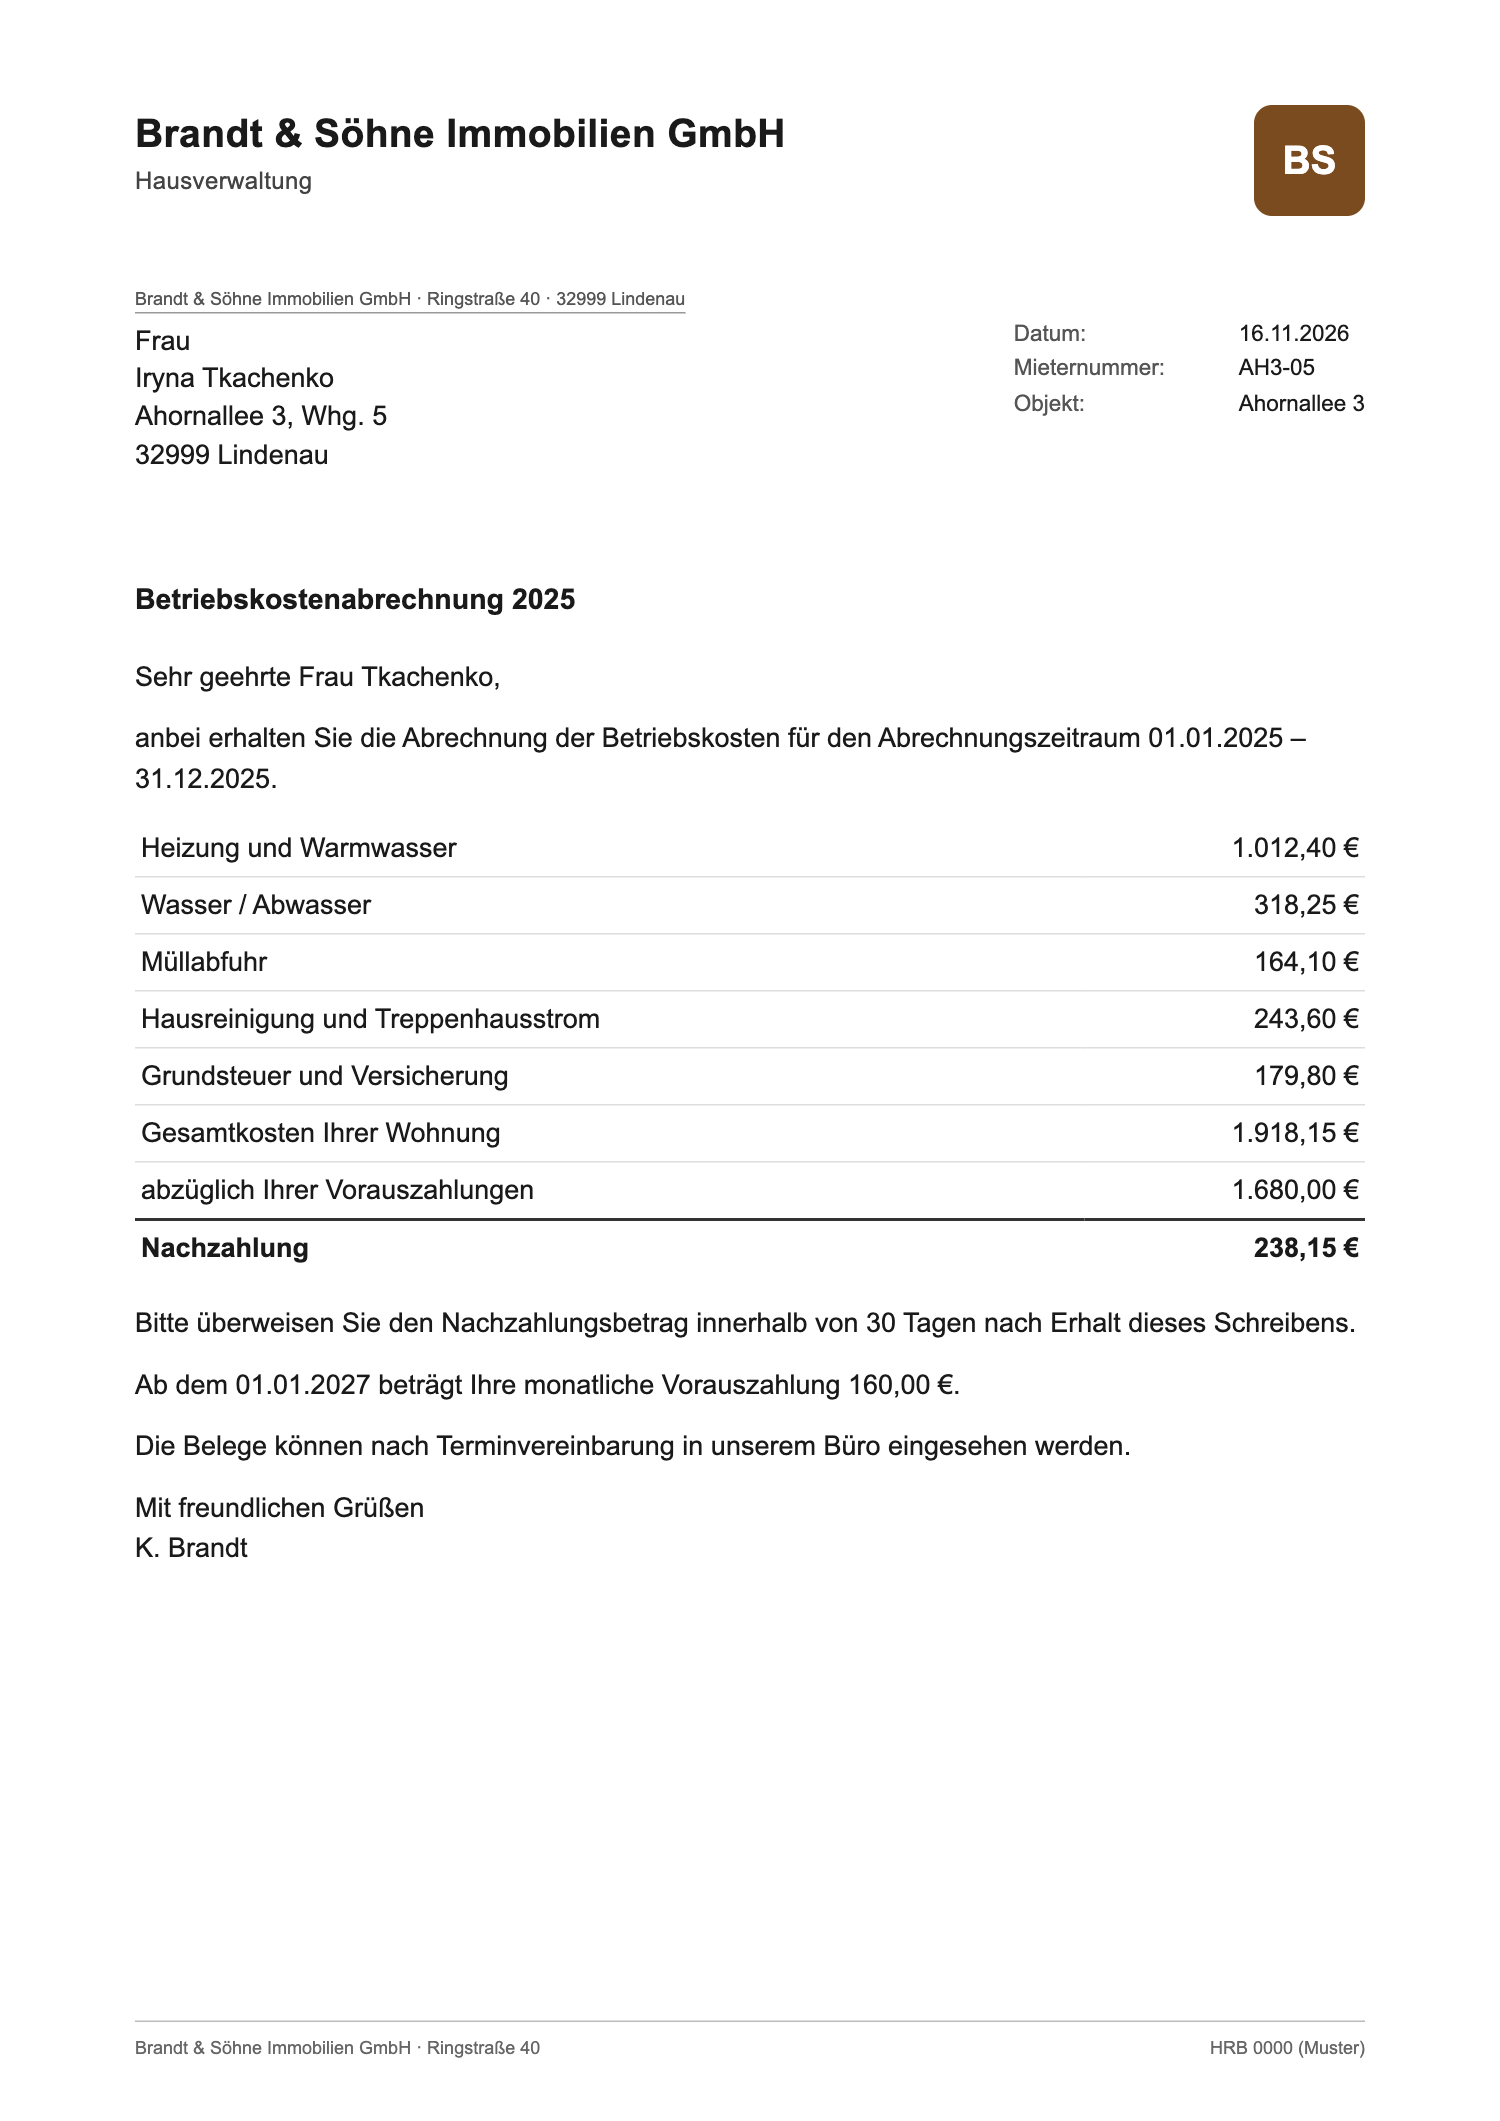 Brandt & Söhne Immobilien GmbH
Hausverwaltung
BS
Brandt & Söhne Immobilien GmbH · Ringstraße 40 · 32999 Lindenau
Frau
Iryna Tkachenko
Ahornallee 3, Whg. 5
32999 Lindenau
Datum: 16.11.2026
Mieternummer: AH3-05
Objekt: Ahornallee 3
Betriebskostenabrechnung 2025
Sehr geehrte Frau Tkachenko,
anbei erhalten Sie die Abrechnung der Betriebskosten für den Abrechnungszeitraum 01.01.2025 –
31.12.2025.
Heizung und Warmwasser 1.012,40 €
Wasser / Abwasser 318,25 €
Müllabfuhr 164,10 €
Hausreinigung und Treppenhausstrom 243,60 €
Grundsteuer und Versicherung 179,80 €
Gesamtkosten Ihrer Wohnung 1.918,15 €
abzüglich Ihrer Vorauszahlungen 1.680,00 €
Nachzahlung 238,15 €
Bitte überweisen Sie den Nachzahlungsbetrag innerhalb von 30 Tagen nach Erhalt dieses Schreibens.
Ab dem 01.01.2027 beträgt Ihre monatliche Vorauszahlung 160,00 €.
Die Belege können nach Terminvereinbarung in unserem Büro eingesehen werden.
Mit freundlichen Grüßen
K. Brandt
Brandt & Söhne Immobilien GmbH · Ringstraße 40
HRB 0000 (Muster)